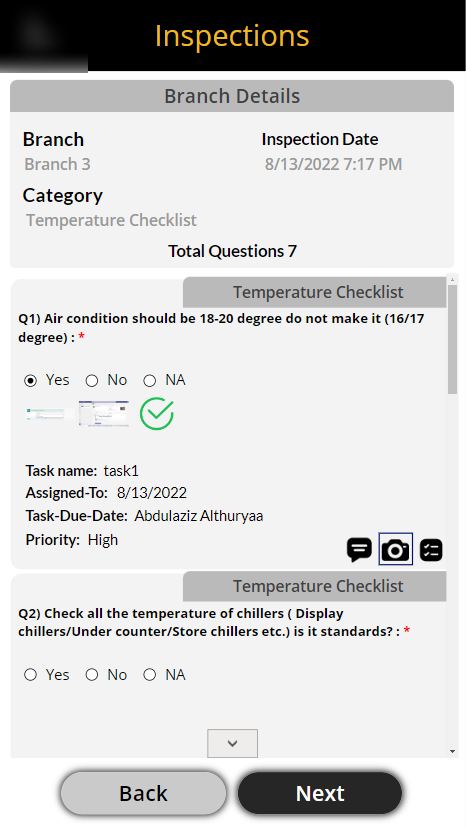 Inspections
Branch Details
Branch
Inspection Date
Branch 3
8/13/2022 7:17 PM
Category
Temperature Checklist
Total Questions 7
Temperature Checklist
Q1) Air condition should be 18-20 degree do not make it (16/17
degree) : *
Yes No NA
Task name: task1
Assigned-To: 8/13/2022
Task-Due-Date: Abdulaziz Althuryaa
Priority: High
Temperature Checklist
Q2) Check all the temperature of chillers ( Display
chillers/Under counter/Store chillers etc.) is it standards? : *
Yes No NA
Back Next